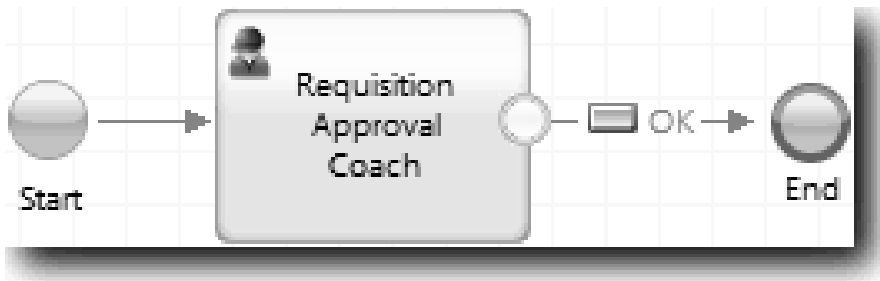 Requisition
Approval
Coach
OK
Start
End